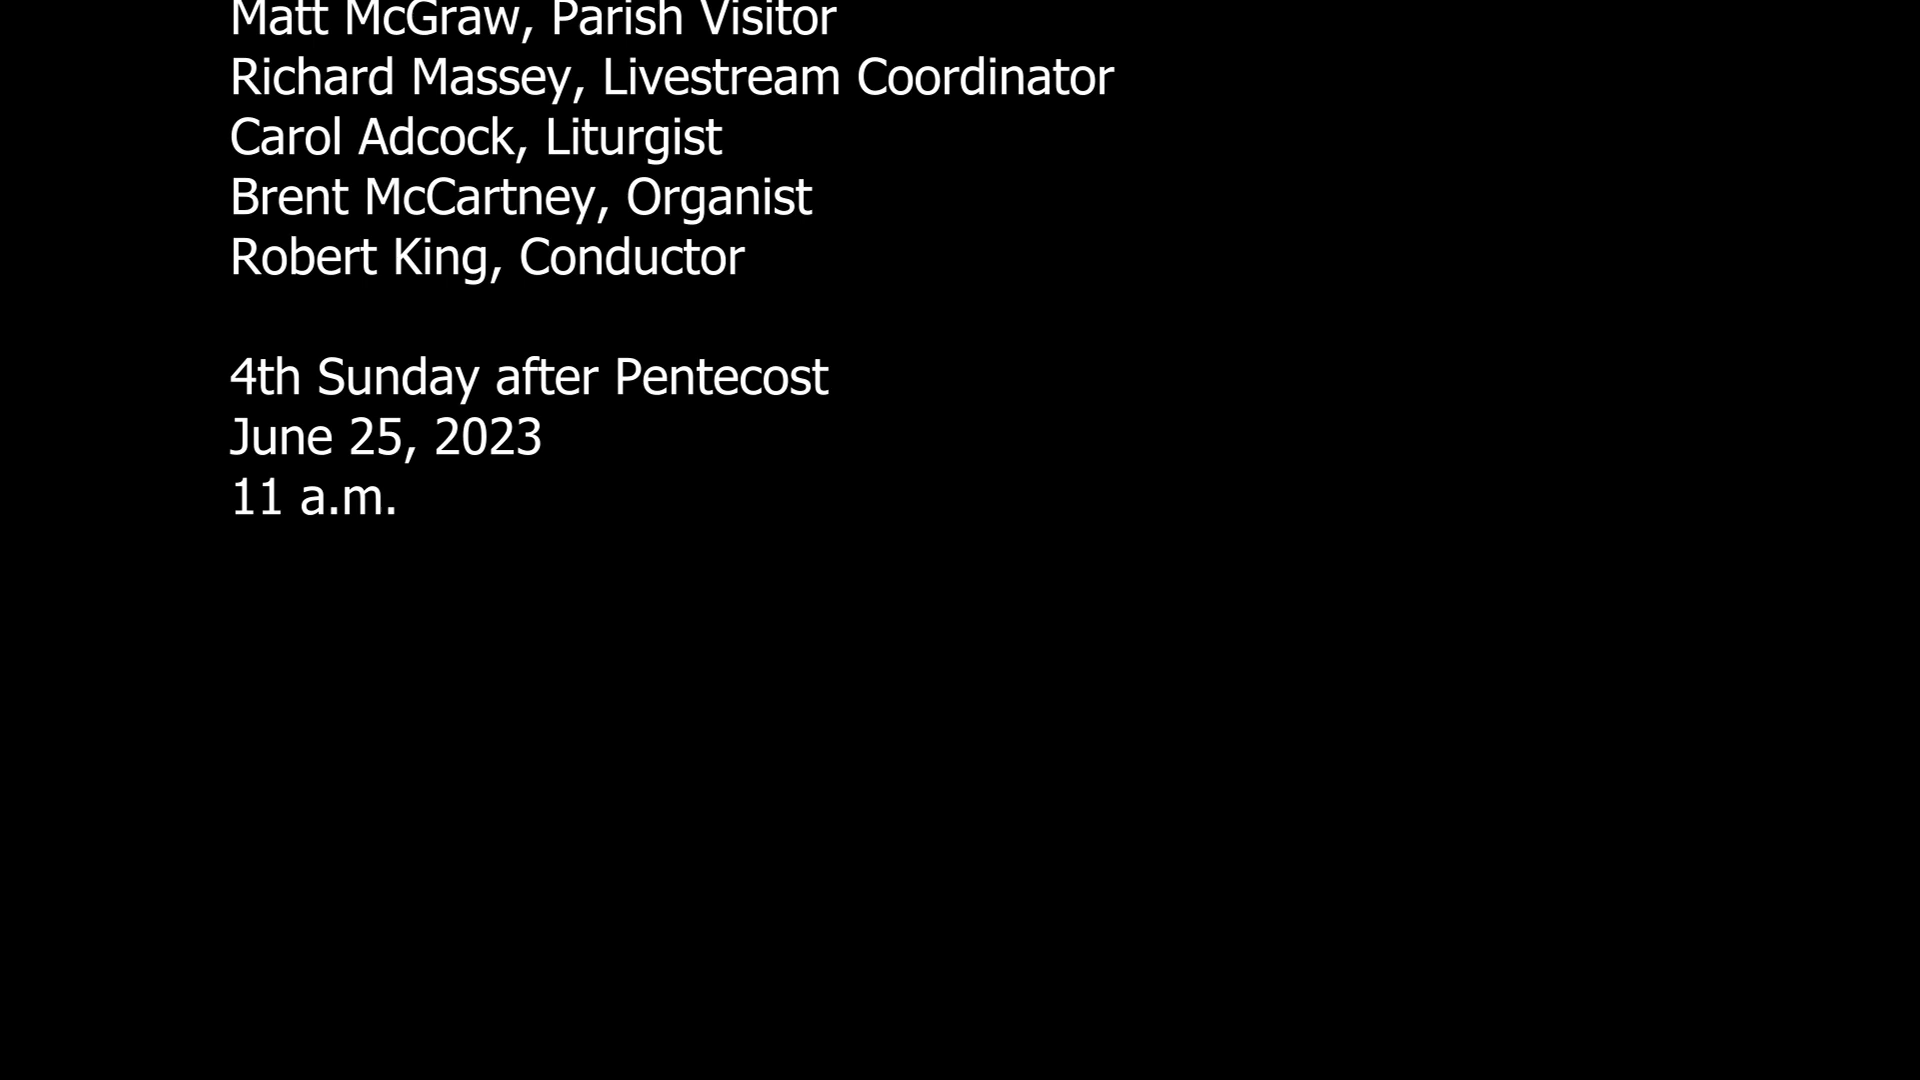 Matt McGraw, Parish Visitor
Richard Massey, Livestream Coordinator
Carol Adcock, Liturgist
Brent McCartney, Organist
Robert King, Conductor
4th Sunday after Pentecost
June 25, 2023
11 a.m.